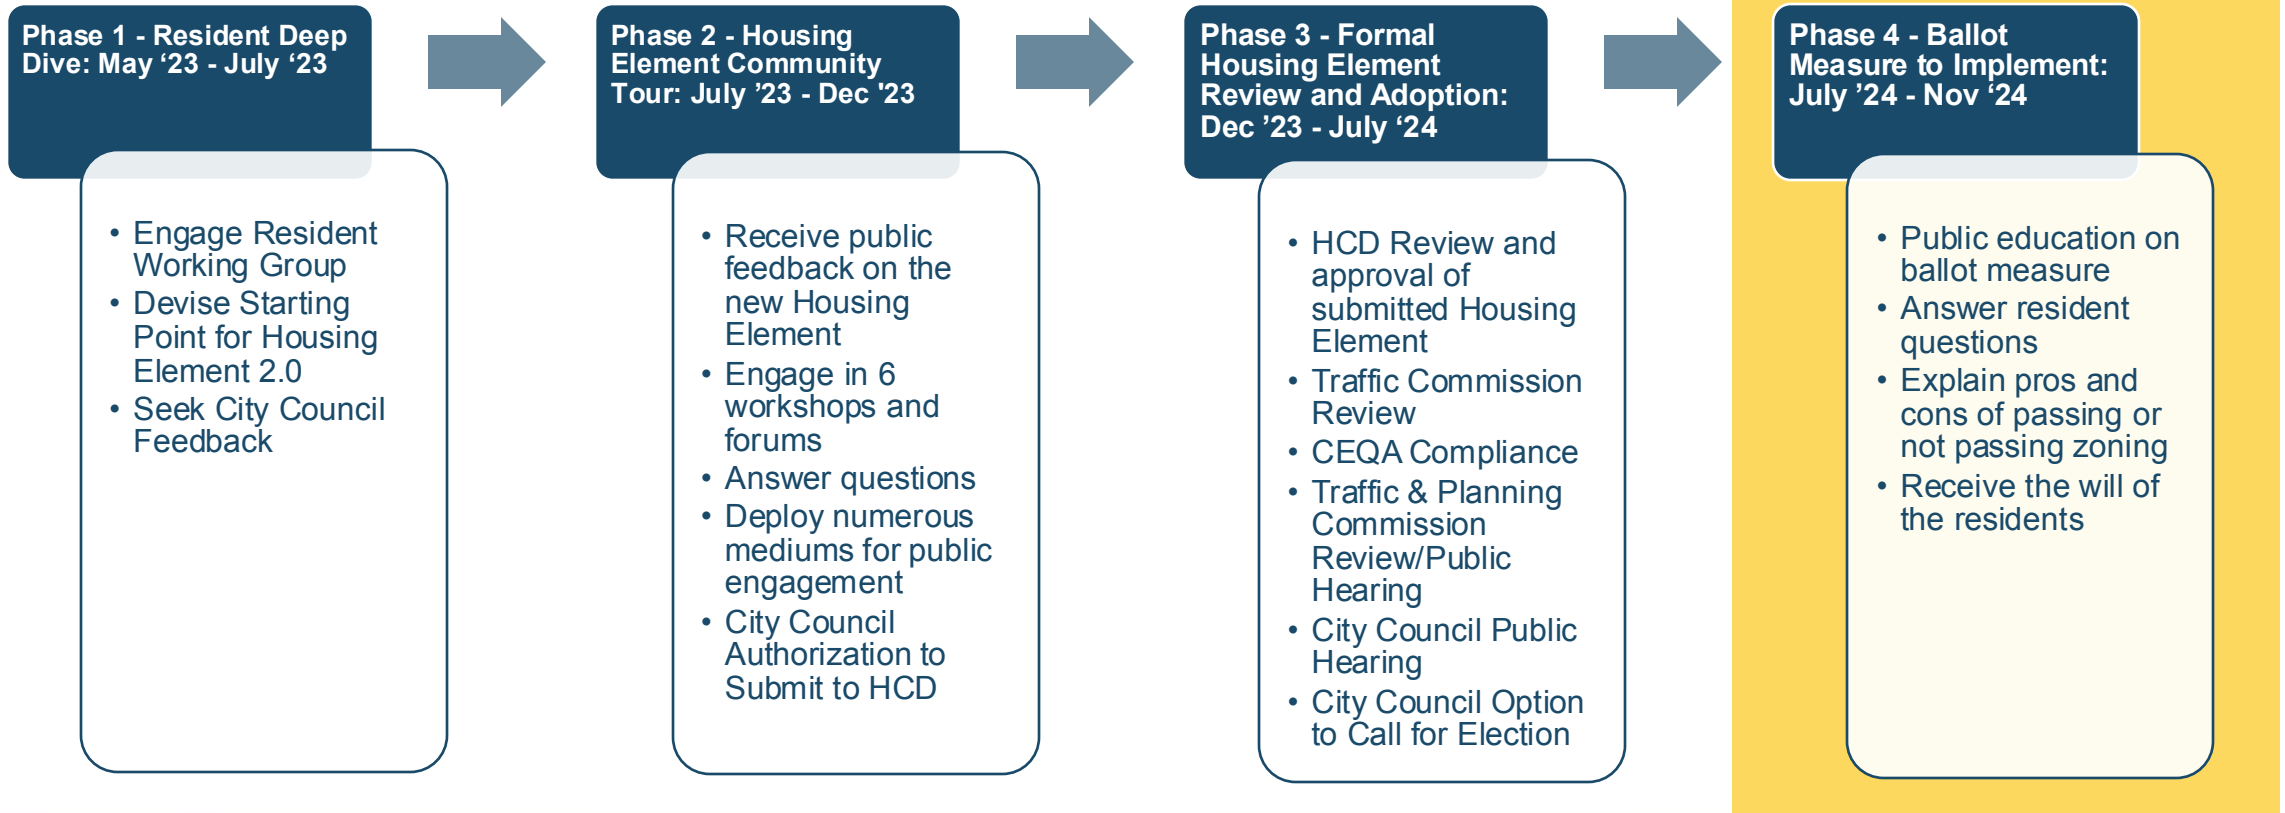 Phase 1 - Resident Deep
Dive: May ‘23 - July ‘23
• Engage Resident
Working Group
• Devise Starting
Point for Housing
Element 2.0
• Seek City Council
Feedback
Phase 2 - Housing
Element Community
Tour: July ’23 - Dec '23
• Receive public
feedback on the
new Housing
Element
• Engage in 6
workshops and
forums
• Answer questions
• Deploy numerous
mediums for public
engagement
• City Council
Authorization to
Submit to HCD
Phase 3 - Formal
Housing Element
Review and Adoption:
Dec ’23 - July ‘24
• HCD Review and
approval of
submitted Housing
Element
• Traffic Commission
Review
• CEQA Compliance
• Traffic & Planning
Commission
Review/Public
Hearing
• City Council Public
Hearing
• City Council Option
to Call for Election
Phase 4 - Ballot
Measure to Implement:
July ’24 - Nov ‘24
• Public education on
ballot measure
• Answer resident
questions
• Explain pros and
cons of passing or
not passing zoning
• Receive the will of
the residents